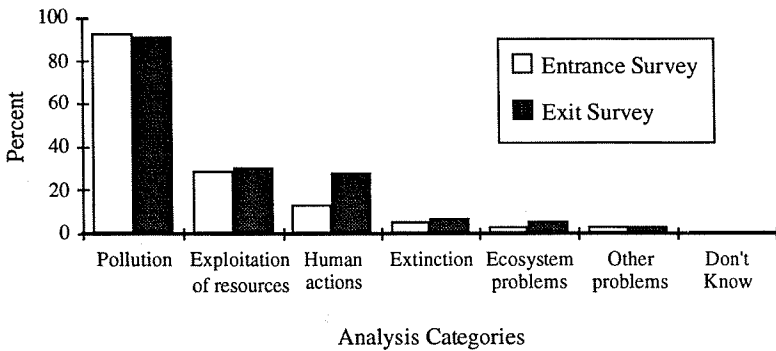 100
80
60
40
20
0
Percent
Entrance Survey
Exit Survey
Pollution
Exploitation
of resources
Human
actions
Extinction
Ecosystem
problems
Other
problems
Don't
Know
Analysis Categories